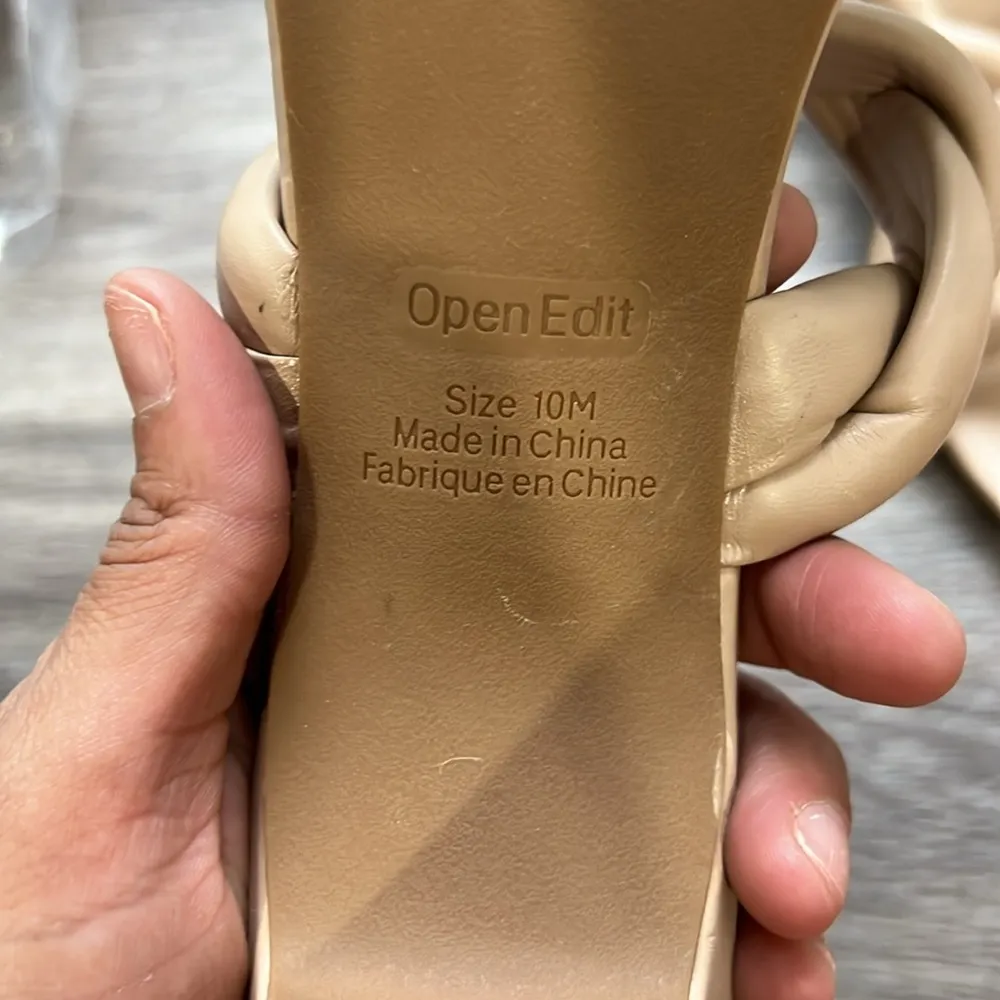 Open Edit
Size 10M
Made in China
Fabrique en Chine